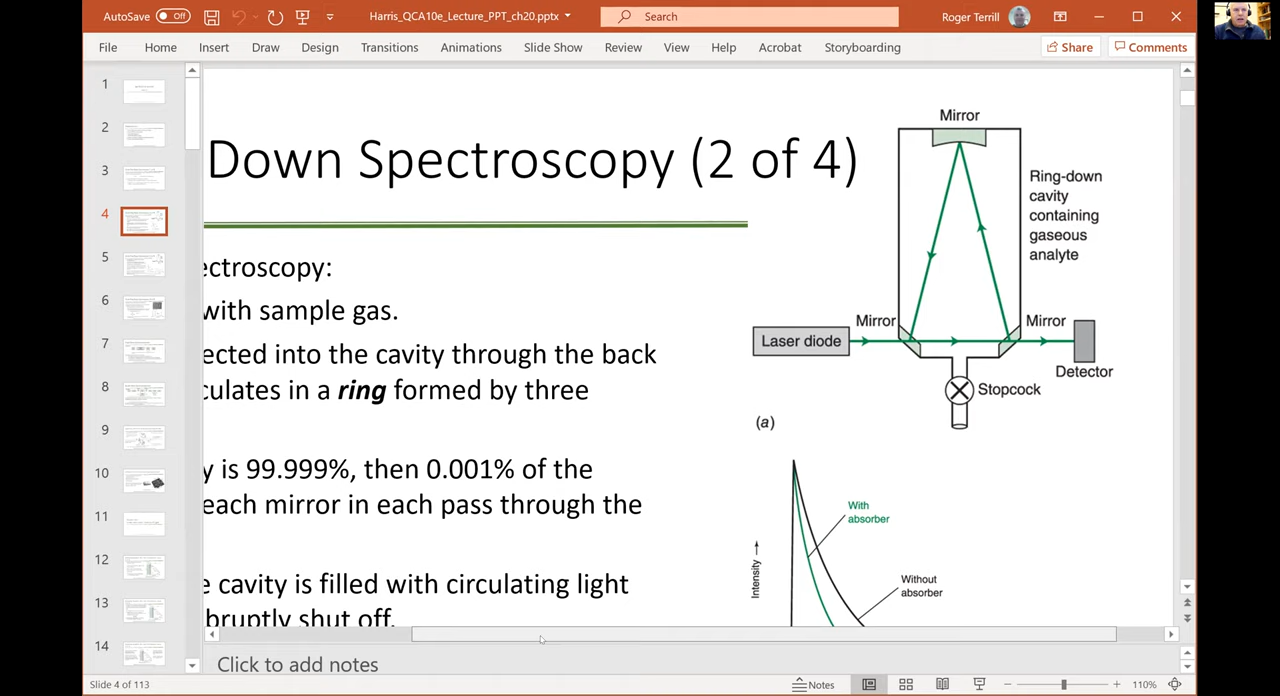 AutoSave Off Harris_QCA10e_Lecture_PPT_ch20.pptx Search Roger Terrill
File Home Insert Draw Design Transitions Animations Slide Show Review View Help Acrobat Storyboarding Share Comments
1
2
3
4
5
6
7
8
9
10
11
12
13
14
Down Spectroscopy (2 of 4)
ectroscopy:
with sample gas.
ected into the cavity through the back
culates in a ring formed by three
y is 99.999%, then 0.001% of the
each mirror in each pass through the
e cavity is filled with circulating light
bruptly shut off.
Mirror
Ring-down
cavity
containing
gaseous
analyte
Mirror
Mirror
Laser diode
Detector
Stopcock
(a)
With
absorber
Intensity
Without
absorber
Click to add notes
Slide 4 of 113 Notes 110%